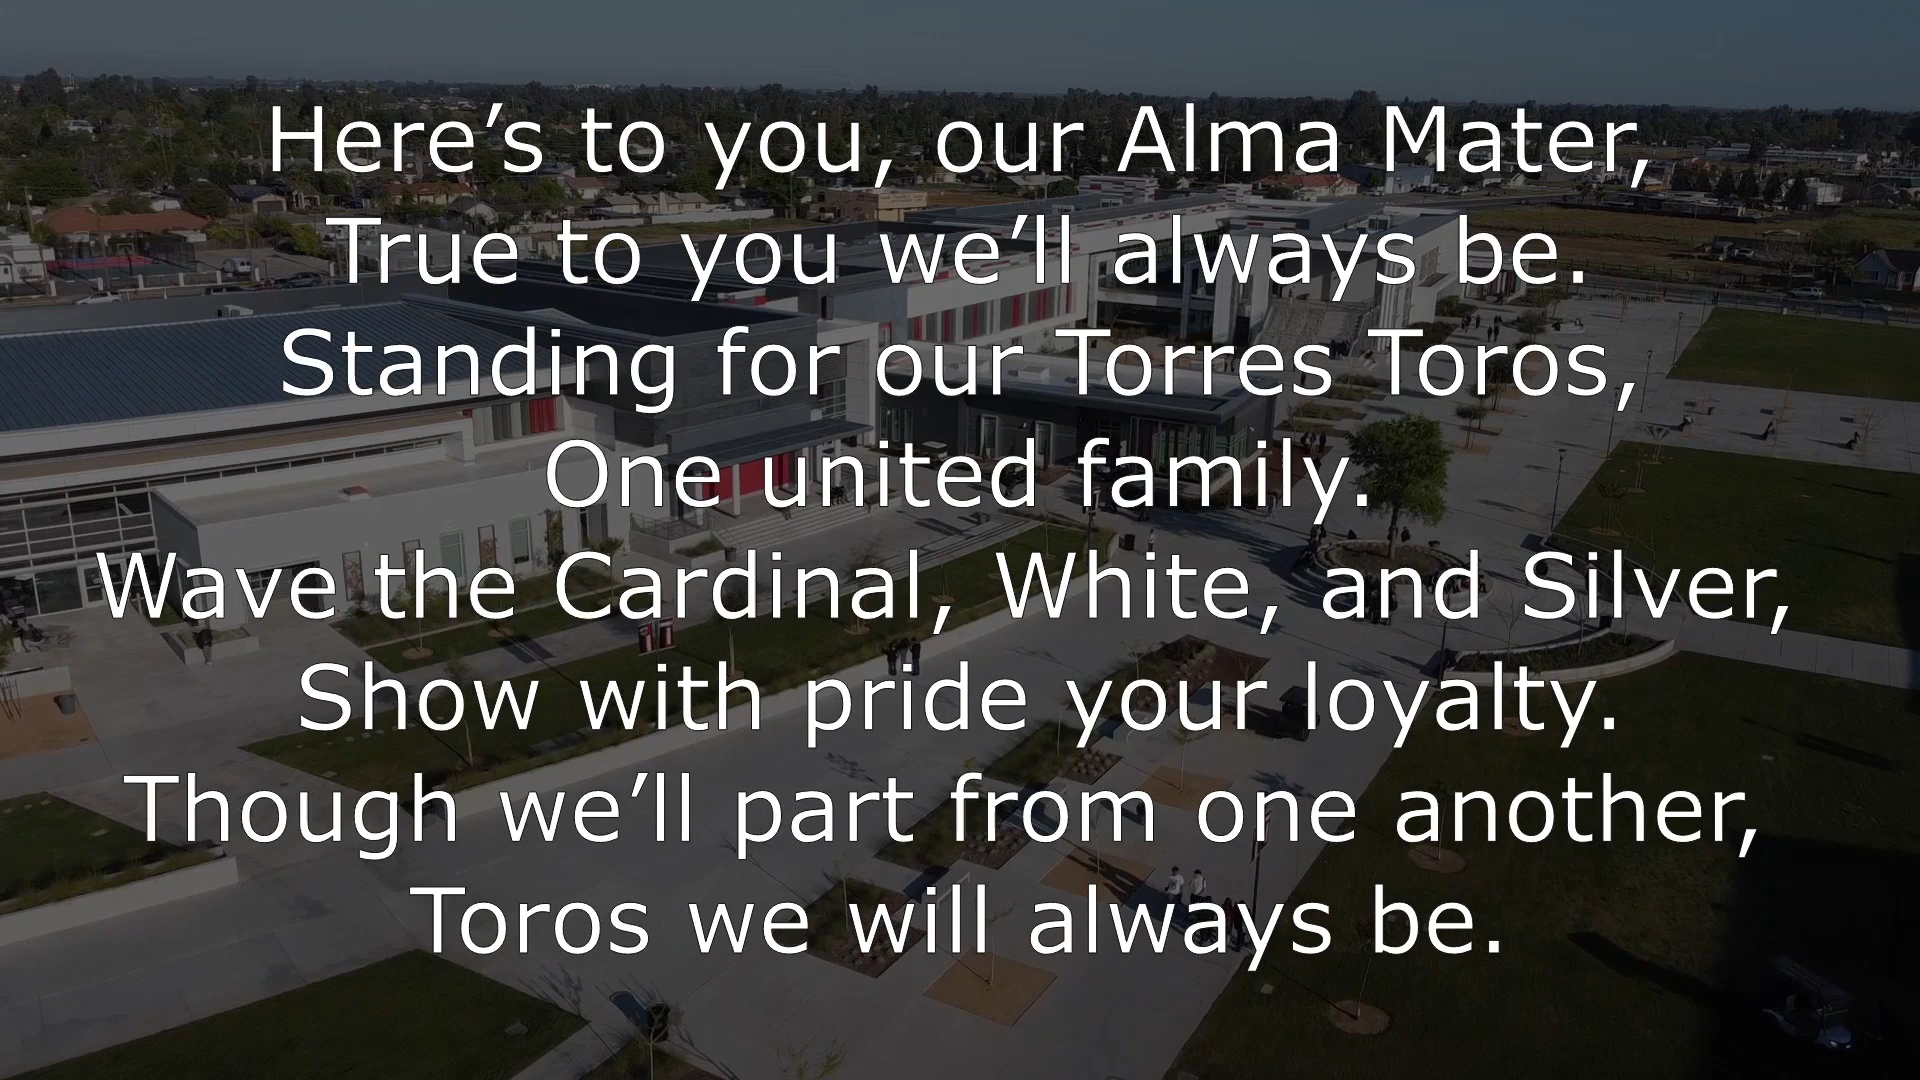 Here’s to you, our Alma Mater,
True to you we’ll always be.
Standing for our Torres Toros,
One united family.
Wave the Cardinal, White, and Silver,
Show with pride your loyalty.
Though we’ll part from one another,
Toros we will always be.